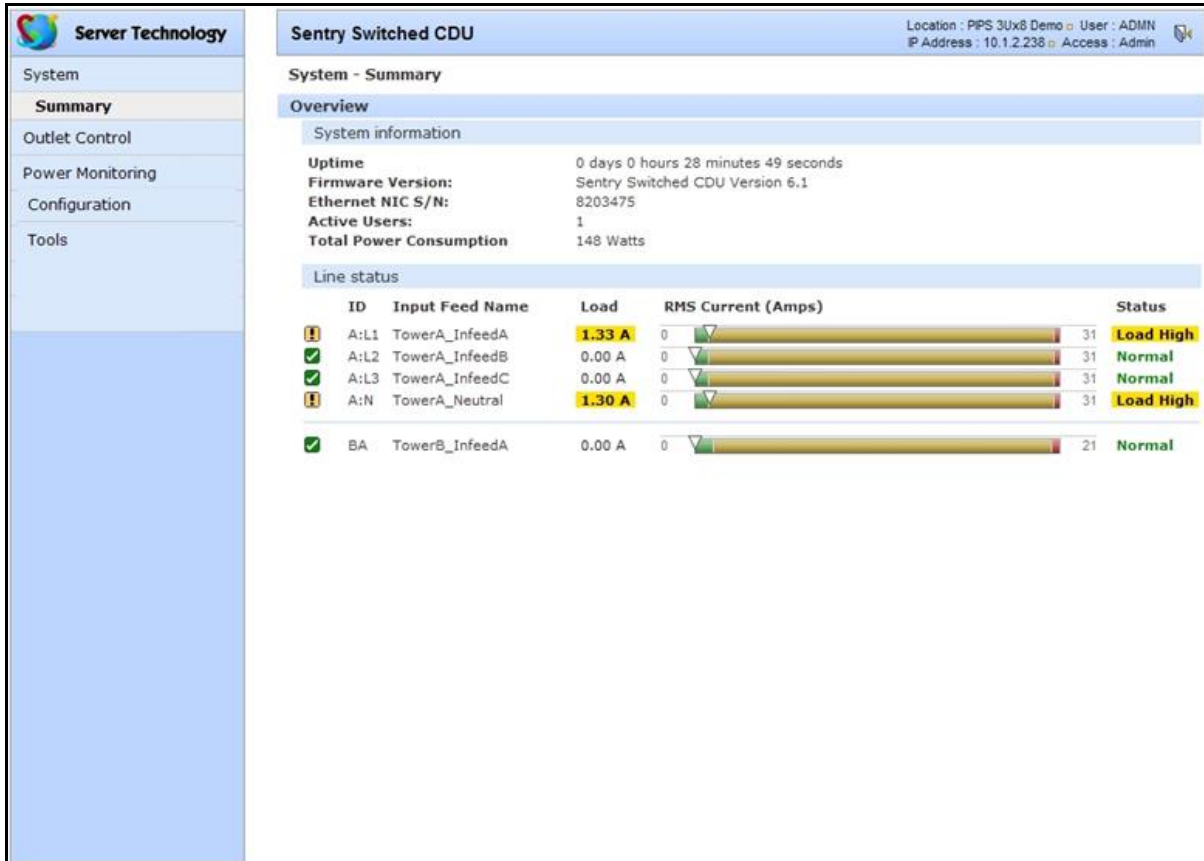 Server Technology
Sentry Switched CDU
Location : PIPS 3Ux8 Demo User : ADMN
IP Address : 10.1.2.238 Access : Admin
System
Summary
Outlet Control
Power Monitoring
Configuration
Tools
System - Summary
Overview
System information
Uptime 0 days 0 hours 28 minutes 49 seconds
Firmware Version: Sentry Switched CDU Version 6.1
Ethernet NIC S/N: 8203475
Active Users: 1
Total Power Consumption 148 Watts
Line status
ID Input Feed Name Load RMS Current (Amps) Status
A:L1 TowerA_InfeedA 1.33 A 0 31 Load High
A:L2 TowerA_InfeedB 0.00 A 0 31 Normal
A:L3 TowerA_InfeedC 0.00 A 0 31 Normal
A:N TowerA_Neutral 1.30 A 0 31 Load High
BA TowerB_InfeedA 0.00 A 0 21 Normal